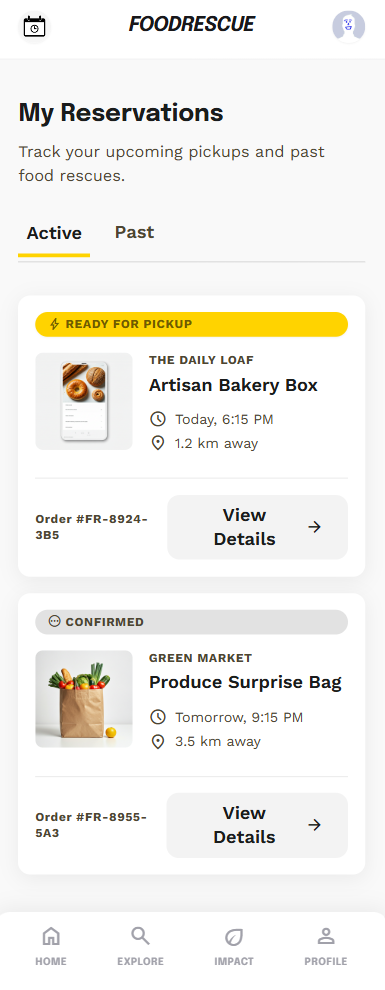 FOODRESCUE
My Reservations
Track your upcoming pickups and past
food rescues.
Active
Past
READY FOR PICKUP
THE DAILY LOAF
Artisan Bakery Box
Today, 6:15 PM
1.2 km away
Order #FR-8924-
3B5
View
Details
CONFIRMED
GREEN MARKET
Produce Surprise Bag
Tomorrow, 9:15 PM
3.5 km away
Order #FR-8955-
5A3
View
Details
HOME
EXPLORE
IMPACT
PROFILE